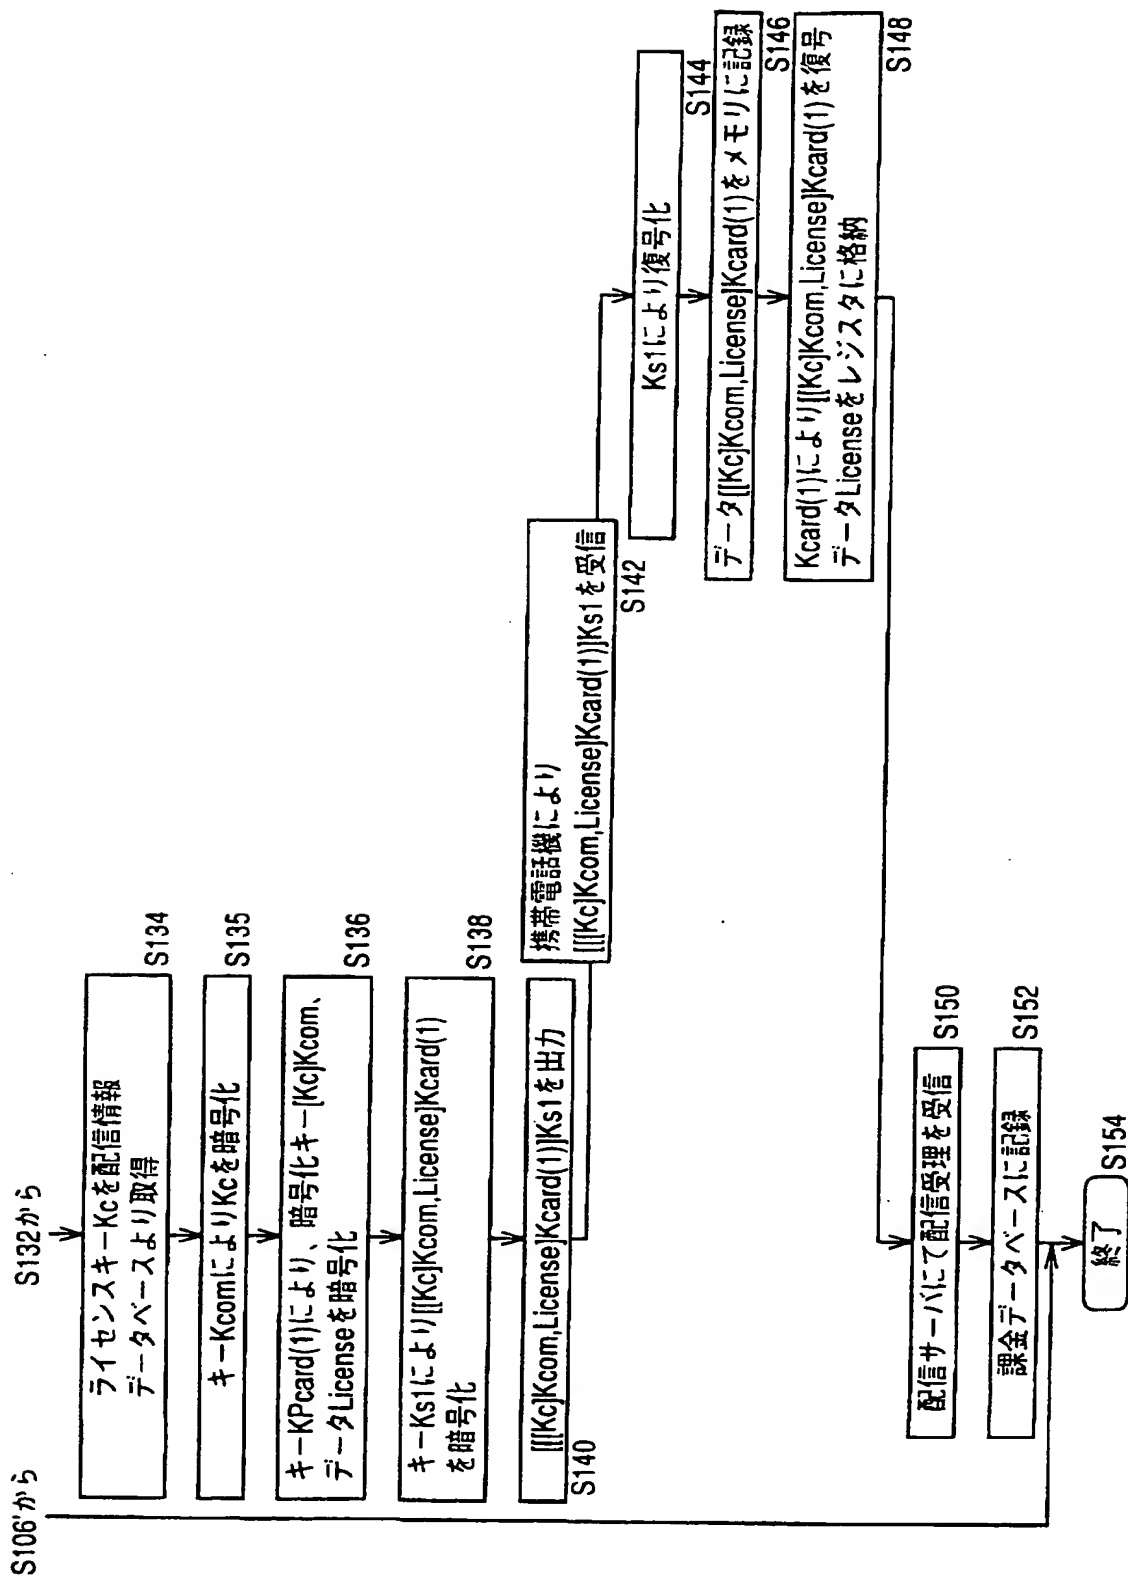 S106'から
S132から
ライセンスキーKcを配信情報
データベースより取得
S134
キーKcomによりKcを暗号化
S135
キーKPcard(1)により、暗号化キー[Kc]Kcom、
データLicenseを暗号化
S136
キーKs1により[[Kc]Kcom,License]Kcard(1)
を暗号化
S138
[[[Kc]Kcom,License]Kcard(1)]Ks1を出力
S140
携帯電話機により
[[[Kc]Kcom,License]Kcard(1)]Ks1を受信
S142
Ks1により復号化
S144
データ[[Kc]Kcom,License]Kcard(1)をメモリに記録
S146
Kcard(1)により[[Kc]Kcom,License]Kcard(1)を復号
データLicenseをレジスタに格納
S148
配信サーバにて配信受理を受信
S150
課金データベースに記録
S152
終了
S154